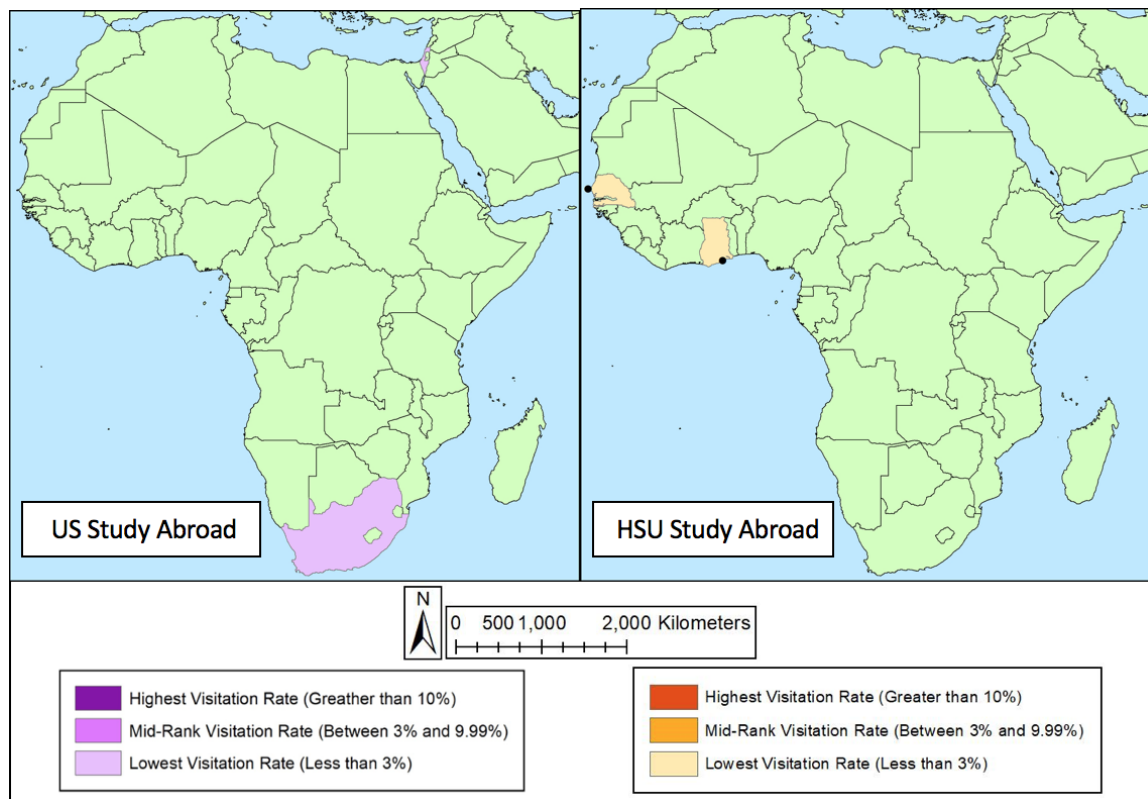 US Study Abroad
HSU Study Abroad
N
0 500 1,000 2,000 Kilometers
Highest Visitation Rate (Greather than 10%)
Mid-Rank Visitation Rate (Between 3% and 9.99%)
Lowest Visitation Rate (Less than 3%)
Highest Visitation Rate (Greater than 10%)
Mid-Rank Visitation Rate (Between 3% and 9.99%)
Lowest Visitation Rate (Less than 3%)